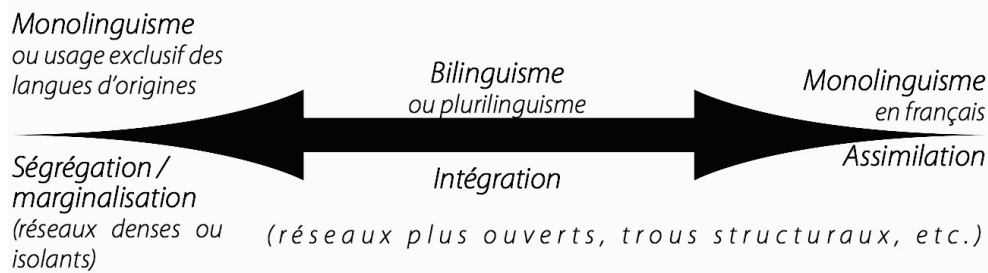 Monolinguisme
ou usage exclusif des
langues d'origines
Bilinguisme
ou plurilinguisme
Monolinguisme
en français
Ségrégation /
marginalisation
(réseaux denses ou
isolants)
Intégration
Assimilation
(réseaux plus ouverts, trous structuraux, etc.)